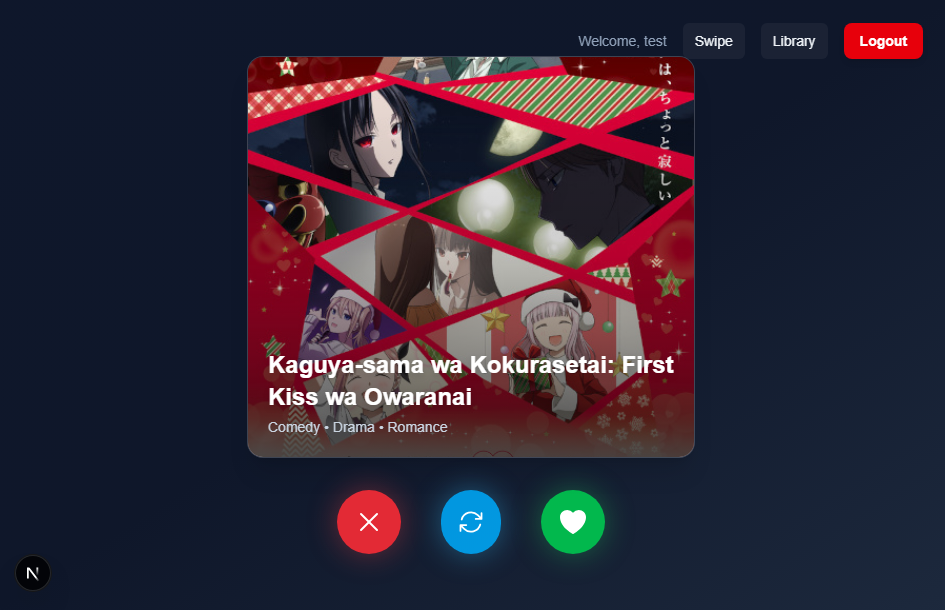 Welcome, test
Swipe
Library
Logout
は、ちょっと寂しい
Kaguya-sama wa Kokurasetai: First
Kiss wa Owaranai
Comedy • Drama • Romance
N